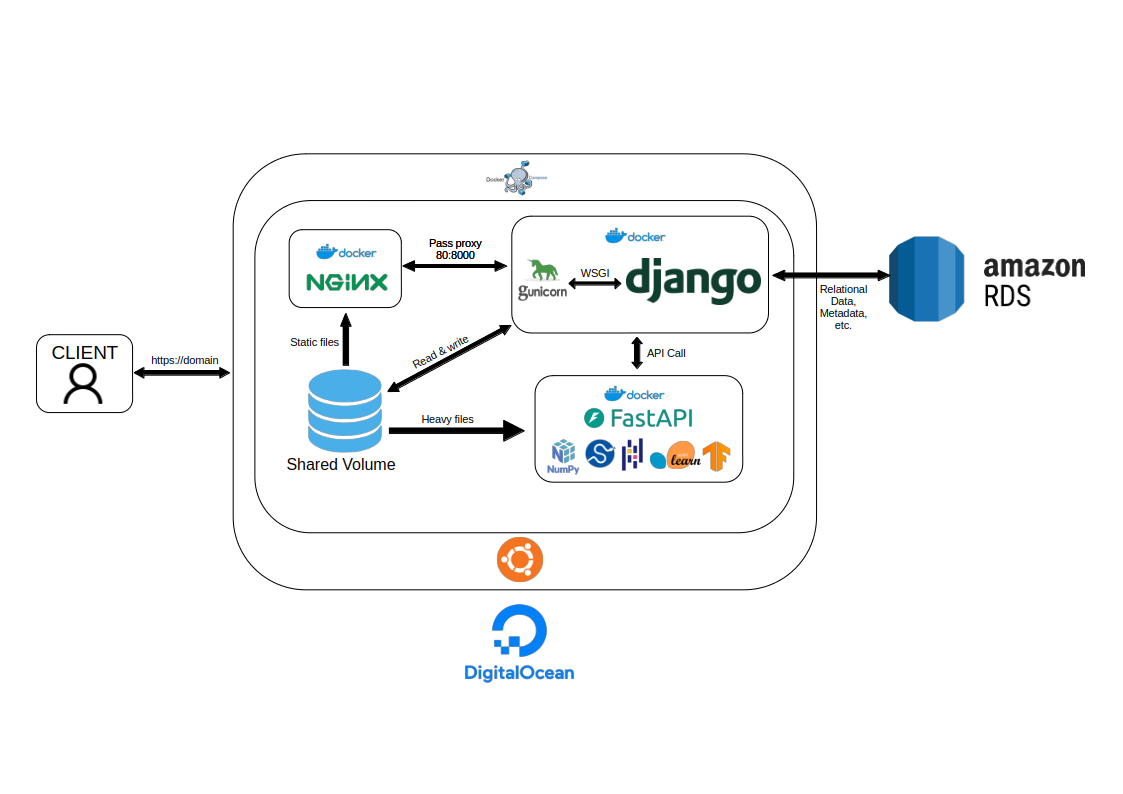 Docker Compose
docker
NGINX
Pass proxy
80:8000
docker
gunicorn
WSGI
django
amazon
RDS
Relational
Data,
Metadata,
etc.
CLIENT
https://domain
Static files
Read & write
API Call
docker
FastAPI
Heavy files
NumPy
learn
Shared Volume
DigitalOcean